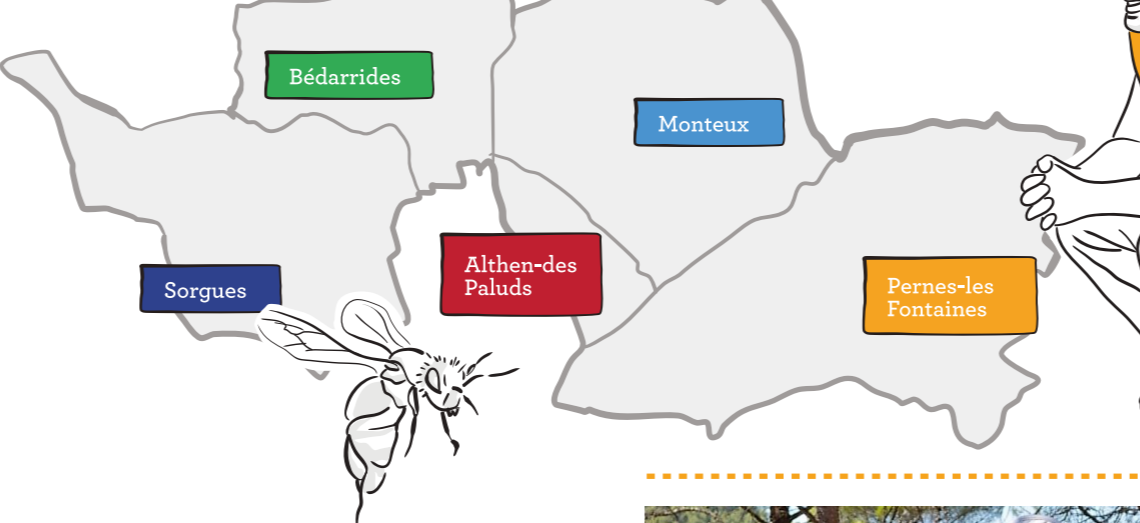 Bédarrides
Monteux
Althen-des
Paluds
Sorgues
Pernes-les
Fontaines